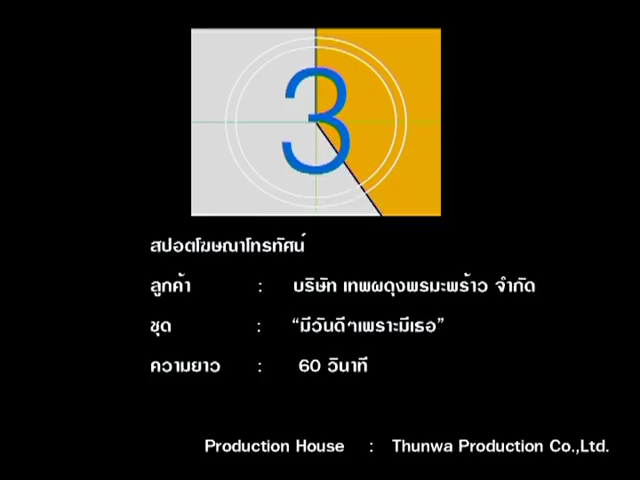 3
สปอตโฆษณาโทรทัศน์
ลูกค้า : บริษัท เทพผดุงพรมะพร้าว จำกัด
ชุด : “มีวันดีๆเพราะมีเธอ”
ความยาว : 60 วินาที
Production House : Thunwa Production Co.,Ltd.